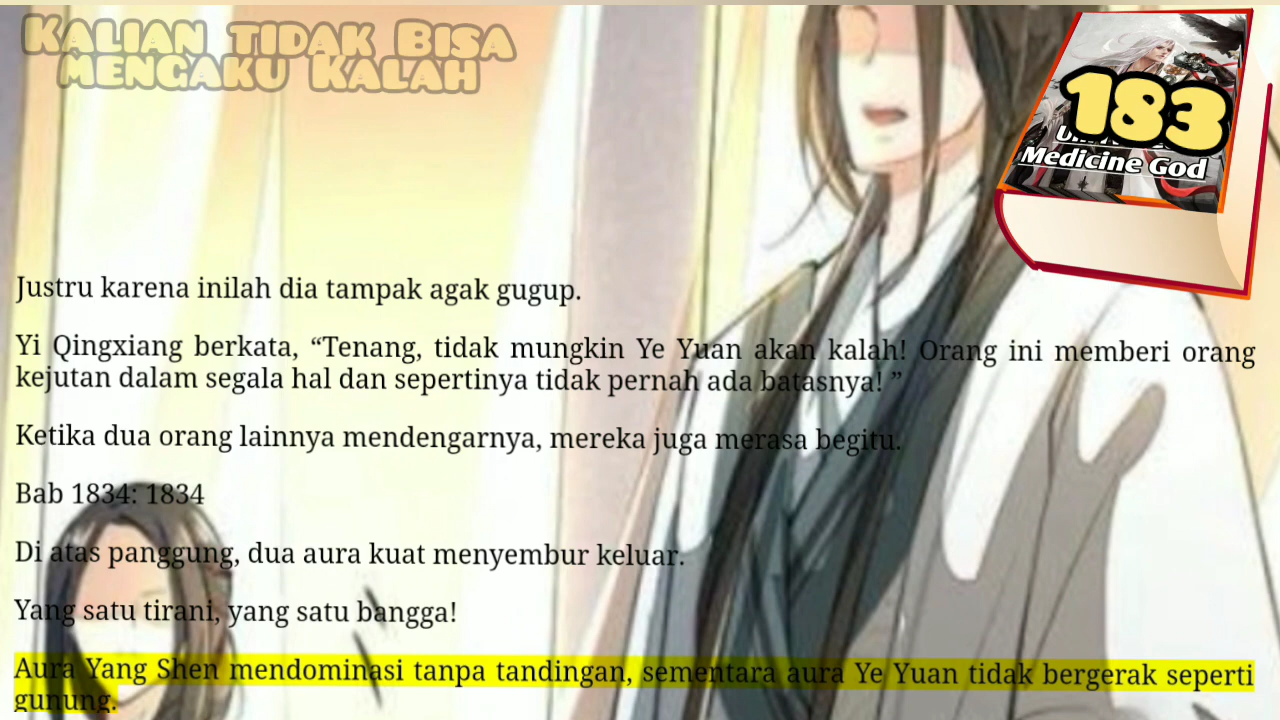 Kalian tidak Bisa
mengaku Kalah
183
Medicine God
Justru karena inilah dia tampak agak gugup.
Yi Qingxiang berkata, “Tenang, tidak mungkin Ye Yuan akan kalah! Orang ini memberi orang
kejutan dalam segala hal dan sepertinya tidak pernah ada batasnya! ”
Ketika dua orang lainnya mendengarnya, mereka juga merasa begitu.
Bab 1834: 1834
Di atas panggung, dua aura kuat menyembur keluar.
Yang satu tirani, yang satu bangga!
Aura Yang Shen mendominasi tanpa tandingan, sementara aura Ye Yuan tidak bergerak seperti
gunung.